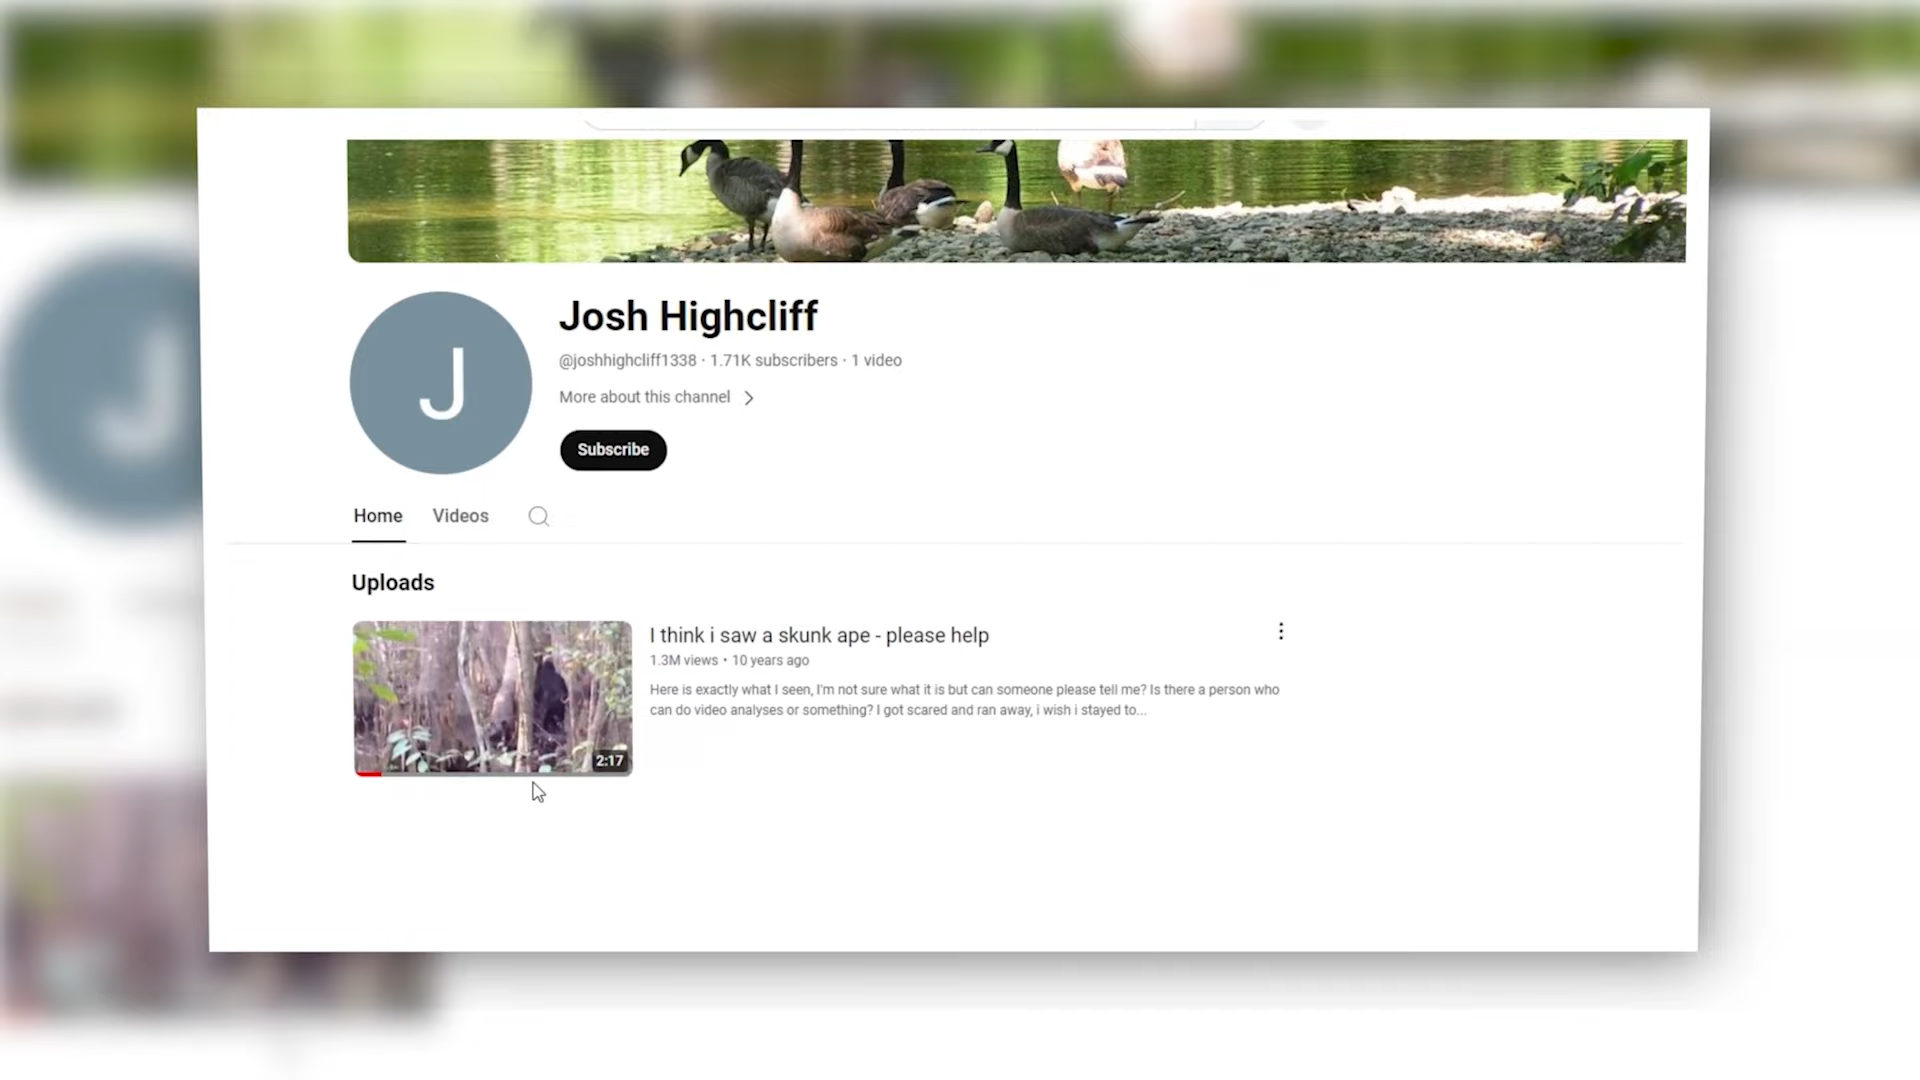 J
Josh Highcliff
@joshhighcliff1338 · 1.71K subscribers · 1 video
More about this channel
Subscribe
Home Videos
Uploads
I think i saw a skunk ape - please help
1.3M views • 10 years ago
Here is exactly what I seen, I'm not sure what it is but can someone please tell me? Is there a person who
can do video analyses or something? I got scared and ran away, i wish i stayed to...
2:17